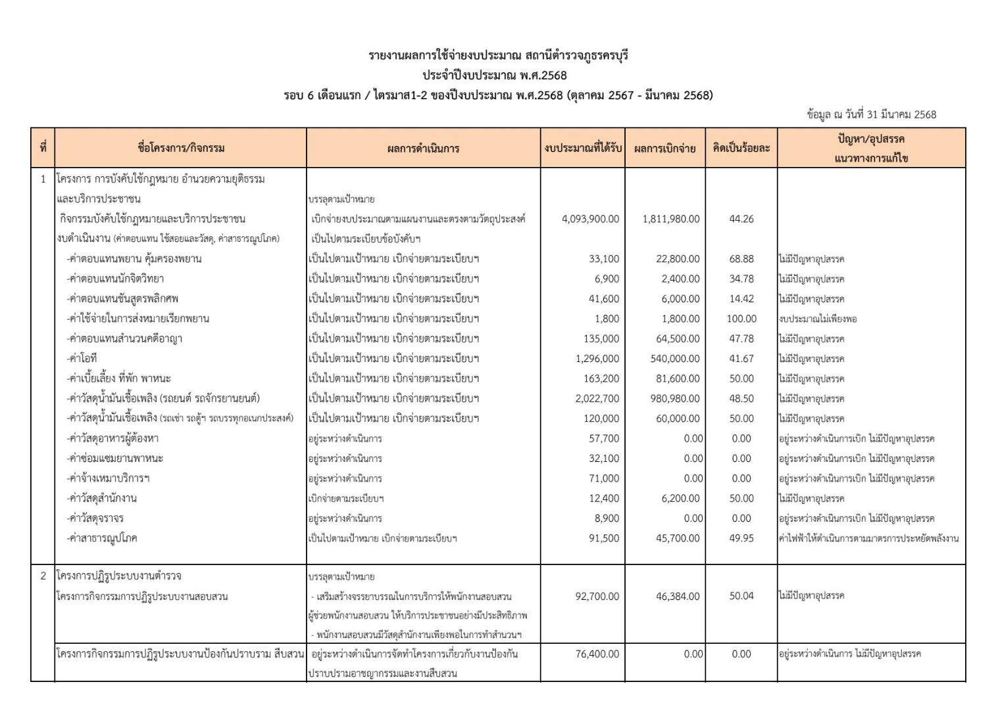 รายงานผลการใช้จ่ายงบประมาณ สถานีตำรวจภูธรครบุรี
ประจำปีงบประมาณ พ.ศ.2568
รอบ 6 เดือนแรก / ไตรมาส1-2 ของปีงบประมาณ พ.ศ.2568 (ตุลาคม 2567 - มีนาคม 2568)
ข้อมูล ณ วันที่ 31 มีนาคม 2568
ที่ ชื่อโครงการ/กิจกรรม ผลการดำเนินการ งบประมาณที่ได้รับ ผลการเบิกจ่าย คิดเป็นร้อยละ ปัญหา/อุปสรรค
แนวทางการแก้ไข
1 โครงการ การบังคับใช้กฎหมาย อำนวยความยุติธรรม
และบริการประชาชน บรรลุตามเป้าหมาย
กิจกรรมบังคับใช้กฎหมายและบริการประชาชน เบิกจ่ายงบประมาณตามแผนงานและตรงตามวัตถุประสงค์ 4,093,900.00 1,811,980.00 44.26
งบดำเนินงาน (ค่าตอบแทน ใช้สอยและวัสดุ, ค่าสาธารณูปโภค) เป็นไปตามระเบียบข้อบังคับฯ
-ค่าตอบแทนพยาน คุ้มครองพยาน เป็นไปตามเป้าหมาย เบิกจ่ายตามระเบียบฯ 33,100 22,800.00 68.88 ไม่มีปัญหาอุปสรรค
-ค่าตอบแทนนักจิตวิทยา เป็นไปตามเป้าหมาย เบิกจ่ายตามระเบียบฯ 6,900 2,400.00 34.78 ไม่มีปัญหาอุปสรรค
-ค่าตอบแทนชันสูตรพลิกศพ เป็นไปตามเป้าหมาย เบิกจ่ายตามระเบียบฯ 41,600 6,000.00 14.42 ไม่มีปัญหาอุปสรรค
-ค่าใช้จ่ายในการส่งหมายเรียกพยาน เป็นไปตามเป้าหมาย เบิกจ่ายตามระเบียบฯ 1,800 1,800.00 100.00 งบประมาณไม่เพียงพอ
-ค่าตอบแทนสำนวนคดีอาญา เป็นไปตามเป้าหมาย เบิกจ่ายตามระเบียบฯ 135,000 64,500.00 47.78 ไม่มีปัญหาอุปสรรค
-ค่าโอที เป็นไปตามเป้าหมาย เบิกจ่ายตามระเบียบฯ 1,296,000 540,000.00 41.67 ไม่มีปัญหาอุปสรรค
-ค่าเบี้ยเลี้ยง ที่พัก พาหนะ เป็นไปตามเป้าหมาย เบิกจ่ายตามระเบียบฯ 163,200 81,600.00 50.00 ไม่มีปัญหาอุปสรรค
-ค่าวัสดุน้ำมันเชื้อเพลิง (รถยนต์ รถจักรยานยนต์) เป็นไปตามเป้าหมาย เบิกจ่ายตามระเบียบฯ 2,022,700 980,980.00 48.50 ไม่มีปัญหาอุปสรรค
-ค่าวัสดุน้ำมันเชื้อเพลิง (รถเช่า รถตู้ฯ รถบรรทุกอเนกประสงค์) เป็นไปตามเป้าหมาย เบิกจ่ายตามระเบียบฯ 120,000 60,000.00 50.00 ไม่มีปัญหาอุปสรรค
-ค่าวัสดุอาหารผู้ต้องหา อยู่ระหว่างดำเนินการ 57,700 0.00 0.00 อยู่ระหว่างดำเนินการเบิก ไม่มีปัญหาอุปสรรค
-ค่าซ่อมแซมยานพาหนะ อยู่ระหว่างดำเนินการ 32,100 0.00 0.00 อยู่ระหว่างดำเนินการเบิก ไม่มีปัญหาอุปสรรค
-ค่าจ้างเหมาบริการฯ อยู่ระหว่างดำเนินการ 71,000 0.00 0.00 อยู่ระหว่างดำเนินการเบิก ไม่มีปัญหาอุปสรรค
-ค่าวัสดุสำนักงาน เบิกจ่ายตามระเบียบฯ 12,400 6,200.00 50.00 ไม่มีปัญหาอุปสรรค
-ค่าวัสดุจราจร อยู่ระหว่างดำเนินการ 8,900 0.00 0.00 อยู่ระหว่างดำเนินการเบิก ไม่มีปัญหาอุปสรรค
-ค่าสาธารณูปโภค เป็นไปตามเป้าหมาย เบิกจ่ายตามระเบียบฯ 91,500 45,700.00 49.95 ค่าไฟฟ้าให้ดำเนินการตามมาตรการประหยัดพลังงาน
2 โครงการปฏิรูประบบงานตำรวจ บรรลุตามเป้าหมาย
โครงการกิจกรรมการปฏิรูประบบงานสอบสวน - เสริมสร้างจรรยาบรรณในการบริการให้พนักงานสอบสวน 92,700.00 46,384.00 50.04 ไม่มีปัญหาอุปสรรค
ผู้ช่วยพนักงานสอบสวน ให้บริการประชาชนอย่างมีประสิทธิภาพ
- พนักงานสอบสวนมีวัสดุสำนักงานเพียงพอในการทำสำนวนฯ
โครงการกิจกรรมการปฏิรูประบบงานป้องกันปราบราม สืบสวน อยู่ระหว่างดำเนินการจัดทำโครงการเกี่ยวกับงานป้องกัน 76,400.00 0.00 0.00 อยู่ระหว่างดำเนินการ ไม่มีปัญหาอุปสรรค
ปราบปรามอาชญากรรมและงานสืบสวน